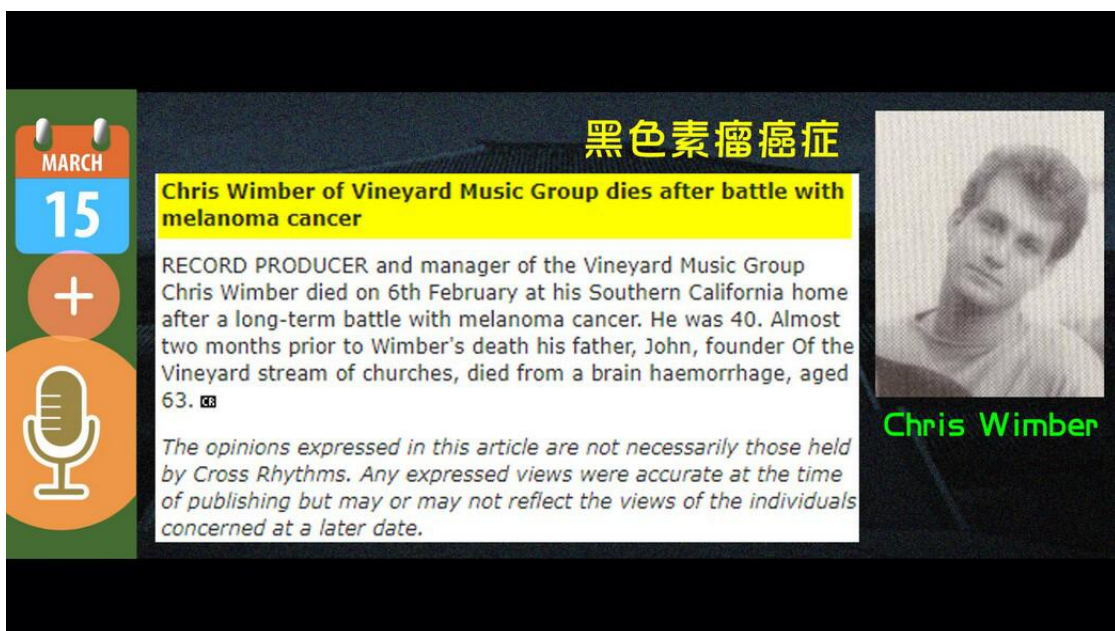 MARCH
15
黑色素瘤癌症
Chris Wimber of Vineyard Music Group dies after battle with
melanoma cancer
RECORD PRODUCER and manager of the Vineyard Music Group
Chris Wimber died on 6th February at his Southern California home
after a long-term battle with melanoma cancer. He was 40. Almost
two months prior to Wimber's death his father, John, founder Of the
Vineyard stream of churches, died from a brain haemorrhage, aged
63. CR
The opinions expressed in this article are not necessarily those held
by Cross Rhythms. Any expressed views were accurate at the time
of publishing but may or may not reflect the views of the individuals
concerned at a later date.
Chris Wimber